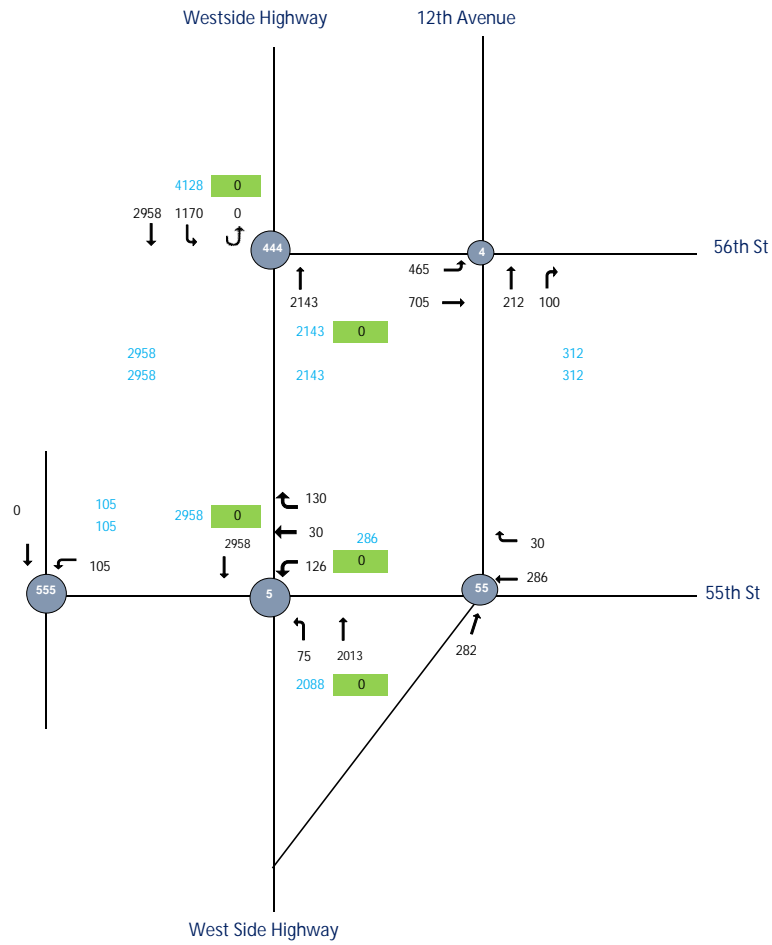 Westside Highway 12th Avenue
4128 0
2958 1170 0
444 4 56th St
465
2143 705 212 100
2143 0
2958 312
2958 2143 312
130
105 2958 0
0 105
2958 30 286 30
105 126 0
286
555 5 55 55th St
75 2013 282
2088 0
West Side Highway